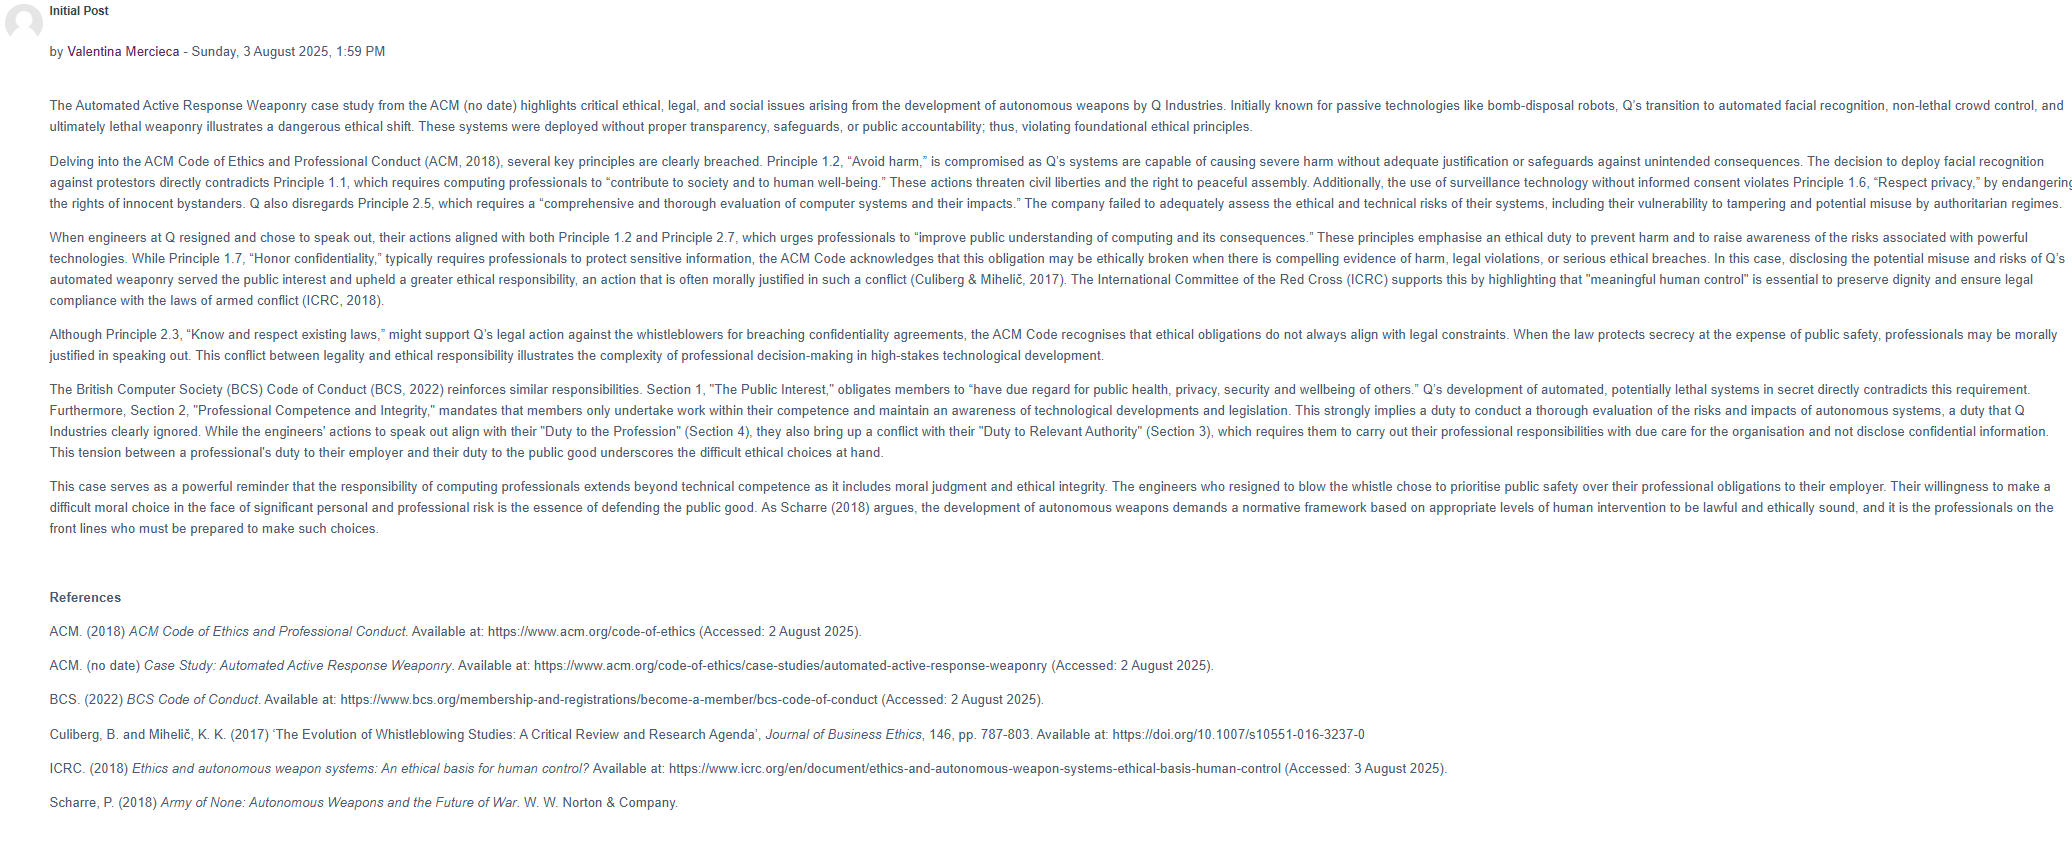 Initial Post
by Valentina Mercieca - Sunday, 3 August 2025, 1:59 PM
The Automated Active Response Weaponry case study from the ACM (no date) highlights critical ethical, legal, and social issues arising from the development of autonomous weapons by Q Industries. Initially known for passive technologies like bomb-disposal robots, Q's transition to automated facial recognition, non-lethal crowd control, and
ultimately lethal weaponry illustrates a dangerous ethical shift. These systems were deployed without proper transparency, safeguards, or public accountability; thus, violating foundational ethical principles.
Delving into the ACM Code of Ethics and Professional Conduct (ACM, 2018), several key principles are clearly breached. Principle 1.2, “Avoid harm,” is compromised as Q’s systems are capable of causing severe harm without adequate justification or safeguards against unintended consequences. The decision to deploy facial recognition
against protestors directly contradicts Principle 1.1, which requires computing professionals to “contribute to society and to human well-being.” These actions threaten civil liberties and the right to peaceful assembly. Additionally, the use of surveillance technology without informed consent violates Principle 1.6, “Respect privacy,” by endangering
the rights of innocent bystanders. Q also disregards Principle 2.5, which requires a “comprehensive and thorough evaluation of computer systems and their impacts.” The company failed to adequately assess the ethical and technical risks of their systems, including their vulnerability to tampering and potential misuse by authoritarian regimes.
When engineers at Q resigned and chose to speak out, their actions aligned with both Principle 1.2 and Principle 2.7, which urges professionals to “improve public understanding of computing and its consequences.” These principles emphasise an ethical duty to prevent harm and to raise awareness of the risks associated with powerful
technologies. While Principle 1.7, “Honor confidentiality,” typically requires professionals to protect sensitive information, the ACM Code acknowledges that this obligation may be ethically broken when there is compelling evidence of harm, legal violations, or serious ethical breaches. In this case, disclosing the potential misuse and risks of Q’s
automated weaponry served the public interest and upheld a greater ethical responsibility, an action that is often morally justified in such a conflict (Culiberg & Mihelič, 2017). The International Committee of the Red Cross (ICRC) supports this by highlighting that "meaningful human control" is essential to preserve dignity and ensure legal
compliance with the laws of armed conflict (ICRC, 2018).
Although Principle 2.3, “Know and respect existing laws,” might support Q’s legal action against the whistleblowers for breaching confidentiality agreements, the ACM Code recognises that ethical obligations do not always align with legal constraints. When the law protects secrecy at the expense of public safety, professionals may be morally
justified in speaking out. This conflict between legality and ethical responsibility illustrates the complexity of professional decision-making in high-stakes technological development.
The British Computer Society (BCS) Code of Conduct (BCS, 2022) reinforces similar responsibilities. Section 1, "The Public Interest," obligates members to “have due regard for public health, privacy, security and wellbeing of others.” Q’s development of automated, potentially lethal systems in secret directly contradicts this requirement.
Furthermore, Section 2, "Professional Competence and Integrity," mandates that members only undertake work within their competence and maintain an awareness of technological developments and legislation. This strongly implies a duty to conduct a thorough evaluation of the risks and impacts of autonomous systems, a duty that Q
Industries clearly ignored. While the engineers' actions to speak out align with their "Duty to the Profession" (Section 4), they also bring up a conflict with their "Duty to Relevant Authority" (Section 3), which requires them to carry out their professional responsibilities with due care for the organisation and not disclose confidential information.
This tension between a professional's duty to their employer and their duty to the public good underscores the difficult ethical choices at hand.
This case serves as a powerful reminder that the responsibility of computing professionals extends beyond technical competence as it includes moral judgment and ethical integrity. The engineers who resigned to blow the whistle chose to prioritise public safety over their professional obligations to their employer. Their willingness to make a
difficult moral choice in the face of significant personal and professional risk is the essence of defending the public good. As Scharre (2018) argues, the development of autonomous weapons demands a normative framework based on appropriate levels of human intervention to be lawful and ethically sound, and it is the professionals on the
front lines who must be prepared to make such choices.
References
ACM. (2018) ACM Code of Ethics and Professional Conduct. Available at: https://www.acm.org/code-of-ethics (Accessed: 2 August 2025).
ACM. (no date) Case Study: Automated Active Response Weaponry. Available at: https://www.acm.org/code-of-ethics/case-studies/automated-active-response-weaponry (Accessed: 2 August 2025).
BCS. (2022) BCS Code of Conduct. Available at: https://www.bcs.org/membership-and-registrations/become-a-member/bcs-code-of-conduct (Accessed: 2 August 2025).
Culiberg, B. and Mihelič, K. K. (2017) ‘The Evolution of Whistleblowing Studies: A Critical Review and Research Agenda’, Journal of Business Ethics, 146, pp. 787-803. Available at: https://doi.org/10.1007/s10551-016-3237-0
ICRC. (2018) Ethics and autonomous weapon systems: An ethical basis for human control? Available at: https://www.icrc.org/en/document/ethics-and-autonomous-weapon-systems-ethical-basis-human-control (Accessed: 3 August 2025).
Scharre, P. (2018) Army of None: Autonomous Weapons and the Future of War. W. W. Norton & Company.